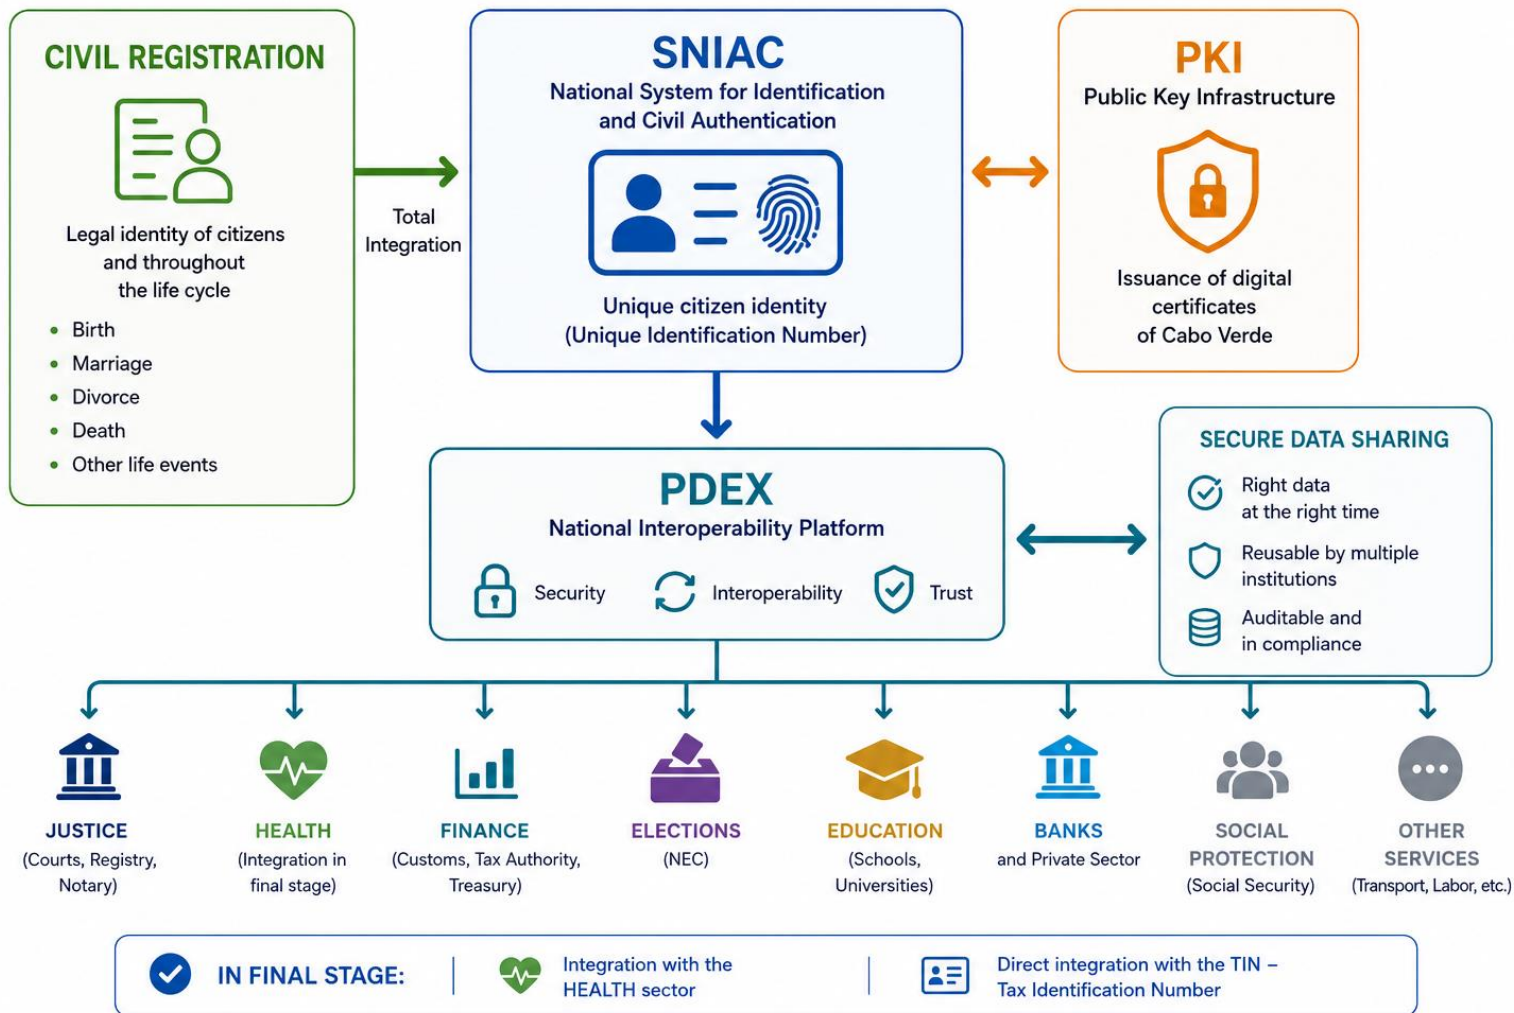 CIVIL REGISTRATION
Legal identity of citizens
and throughout
the life cycle
• Birth
• Marriage
• Divorce
• Death
• Other life events
Total
Integration
SNIAC
National System for Identification
and Civil Authentication
Unique citizen identity
(Unique Identification Number)
PKI
Public Key Infrastructure
Issuance of digital
certificates
of Cabo Verde
PDEX
National Interoperability Platform
Security
Interoperability
Trust
SECURE DATA SHARING
Right data
at the right time
Reusable by multiple
institutions
Auditable and
in compliance
JUSTICE
(Courts, Registry,
Notary)
HEALTH
(Integration in
final stage)
FINANCE
(Customs, Tax Authority,
Treasury)
ELECTIONS
(NEC)
EDUCATION
(Schools,
Universities)
BANKS
and Private Sector
SOCIAL
PROTECTION
(Social Security)
OTHER
SERVICES
(Transport, Labor, etc.)
IN FINAL STAGE:
Integration with the
HEALTH sector
Direct integration with the TIN –
Tax Identification Number